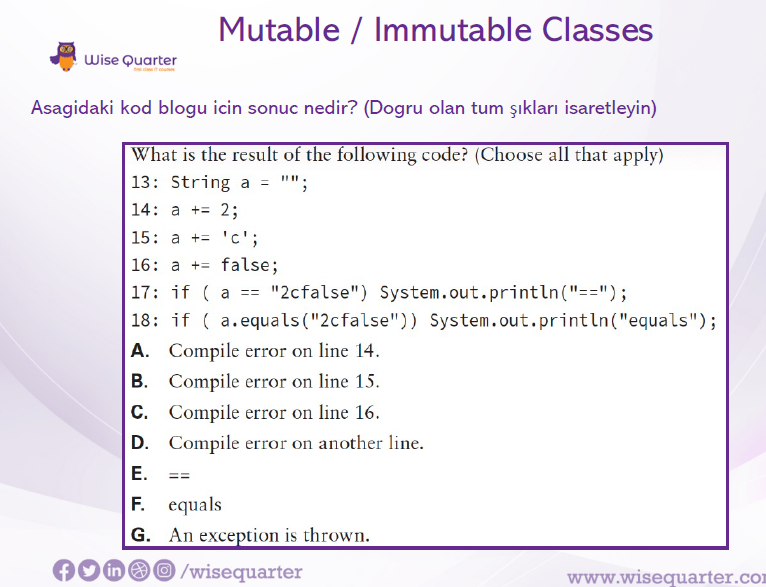 Mutable / Immutable Classes
Wise Quarter
Asagidaki kod blogu icin sonuc nedir? (Dogru olan tum şıkları isaretleyin)
What is the result of the following code? (Choose all that apply)
13: String a = "";
14: a += 2;
15: a += 'c';
16: a += false;
17: if ( a == "2cfalse") System.out.println("==");
18: if ( a.equals("2cfalse")) System.out.println("equals");
A. Compile error on line 14.
B. Compile error on line 15.
C. Compile error on line 16.
D. Compile error on another line.
E. ==
F. equals
G. An exception is thrown.
/wisequarter
www.wisequarter.co